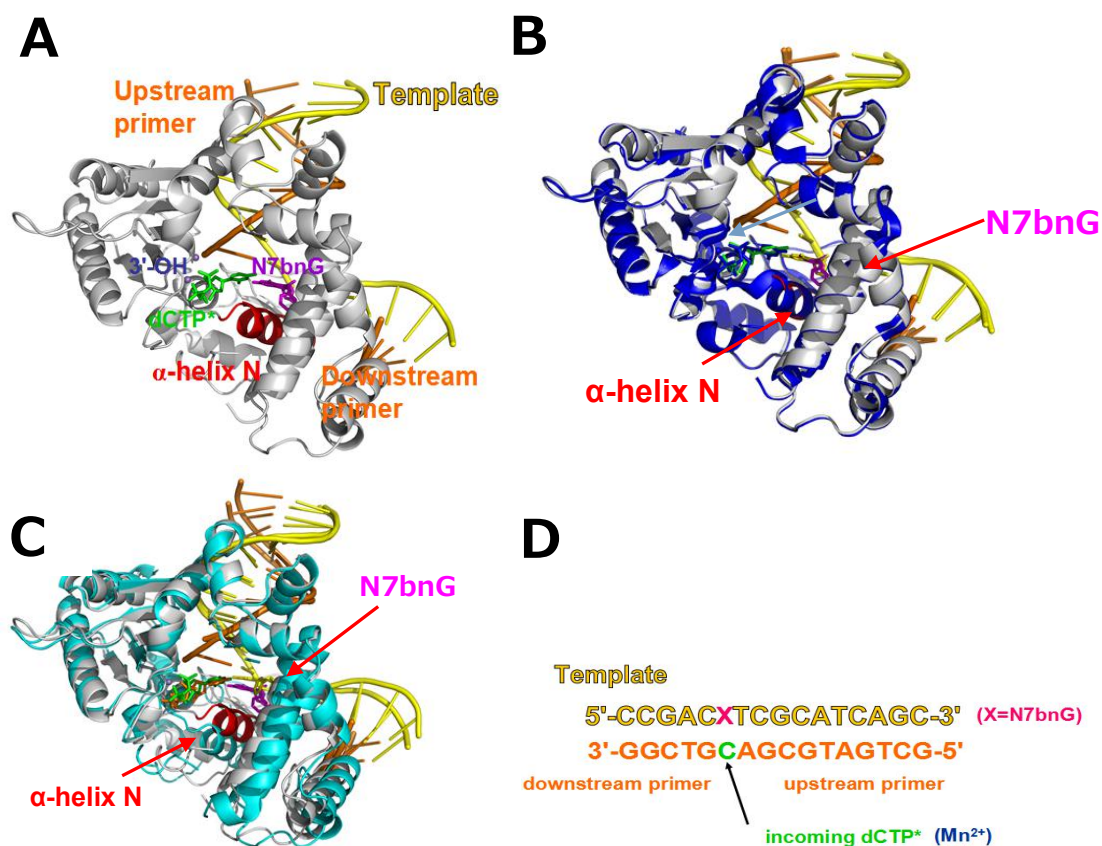 A
Upstream
primer
Template
3'-OH
N7bnG
dCTP*
α-helix N
Downstream
primer
B
N7bnG
α-helix N
C
N7bnG
α-helix N
D
Template
5'-CCGACXTCGCATCAGC-3' (X=N7bnG)
3'-GGCTGCAGCGTAGTCG-5'
downstream primer upstream primer
incoming dCTP* (Mn²⁺)